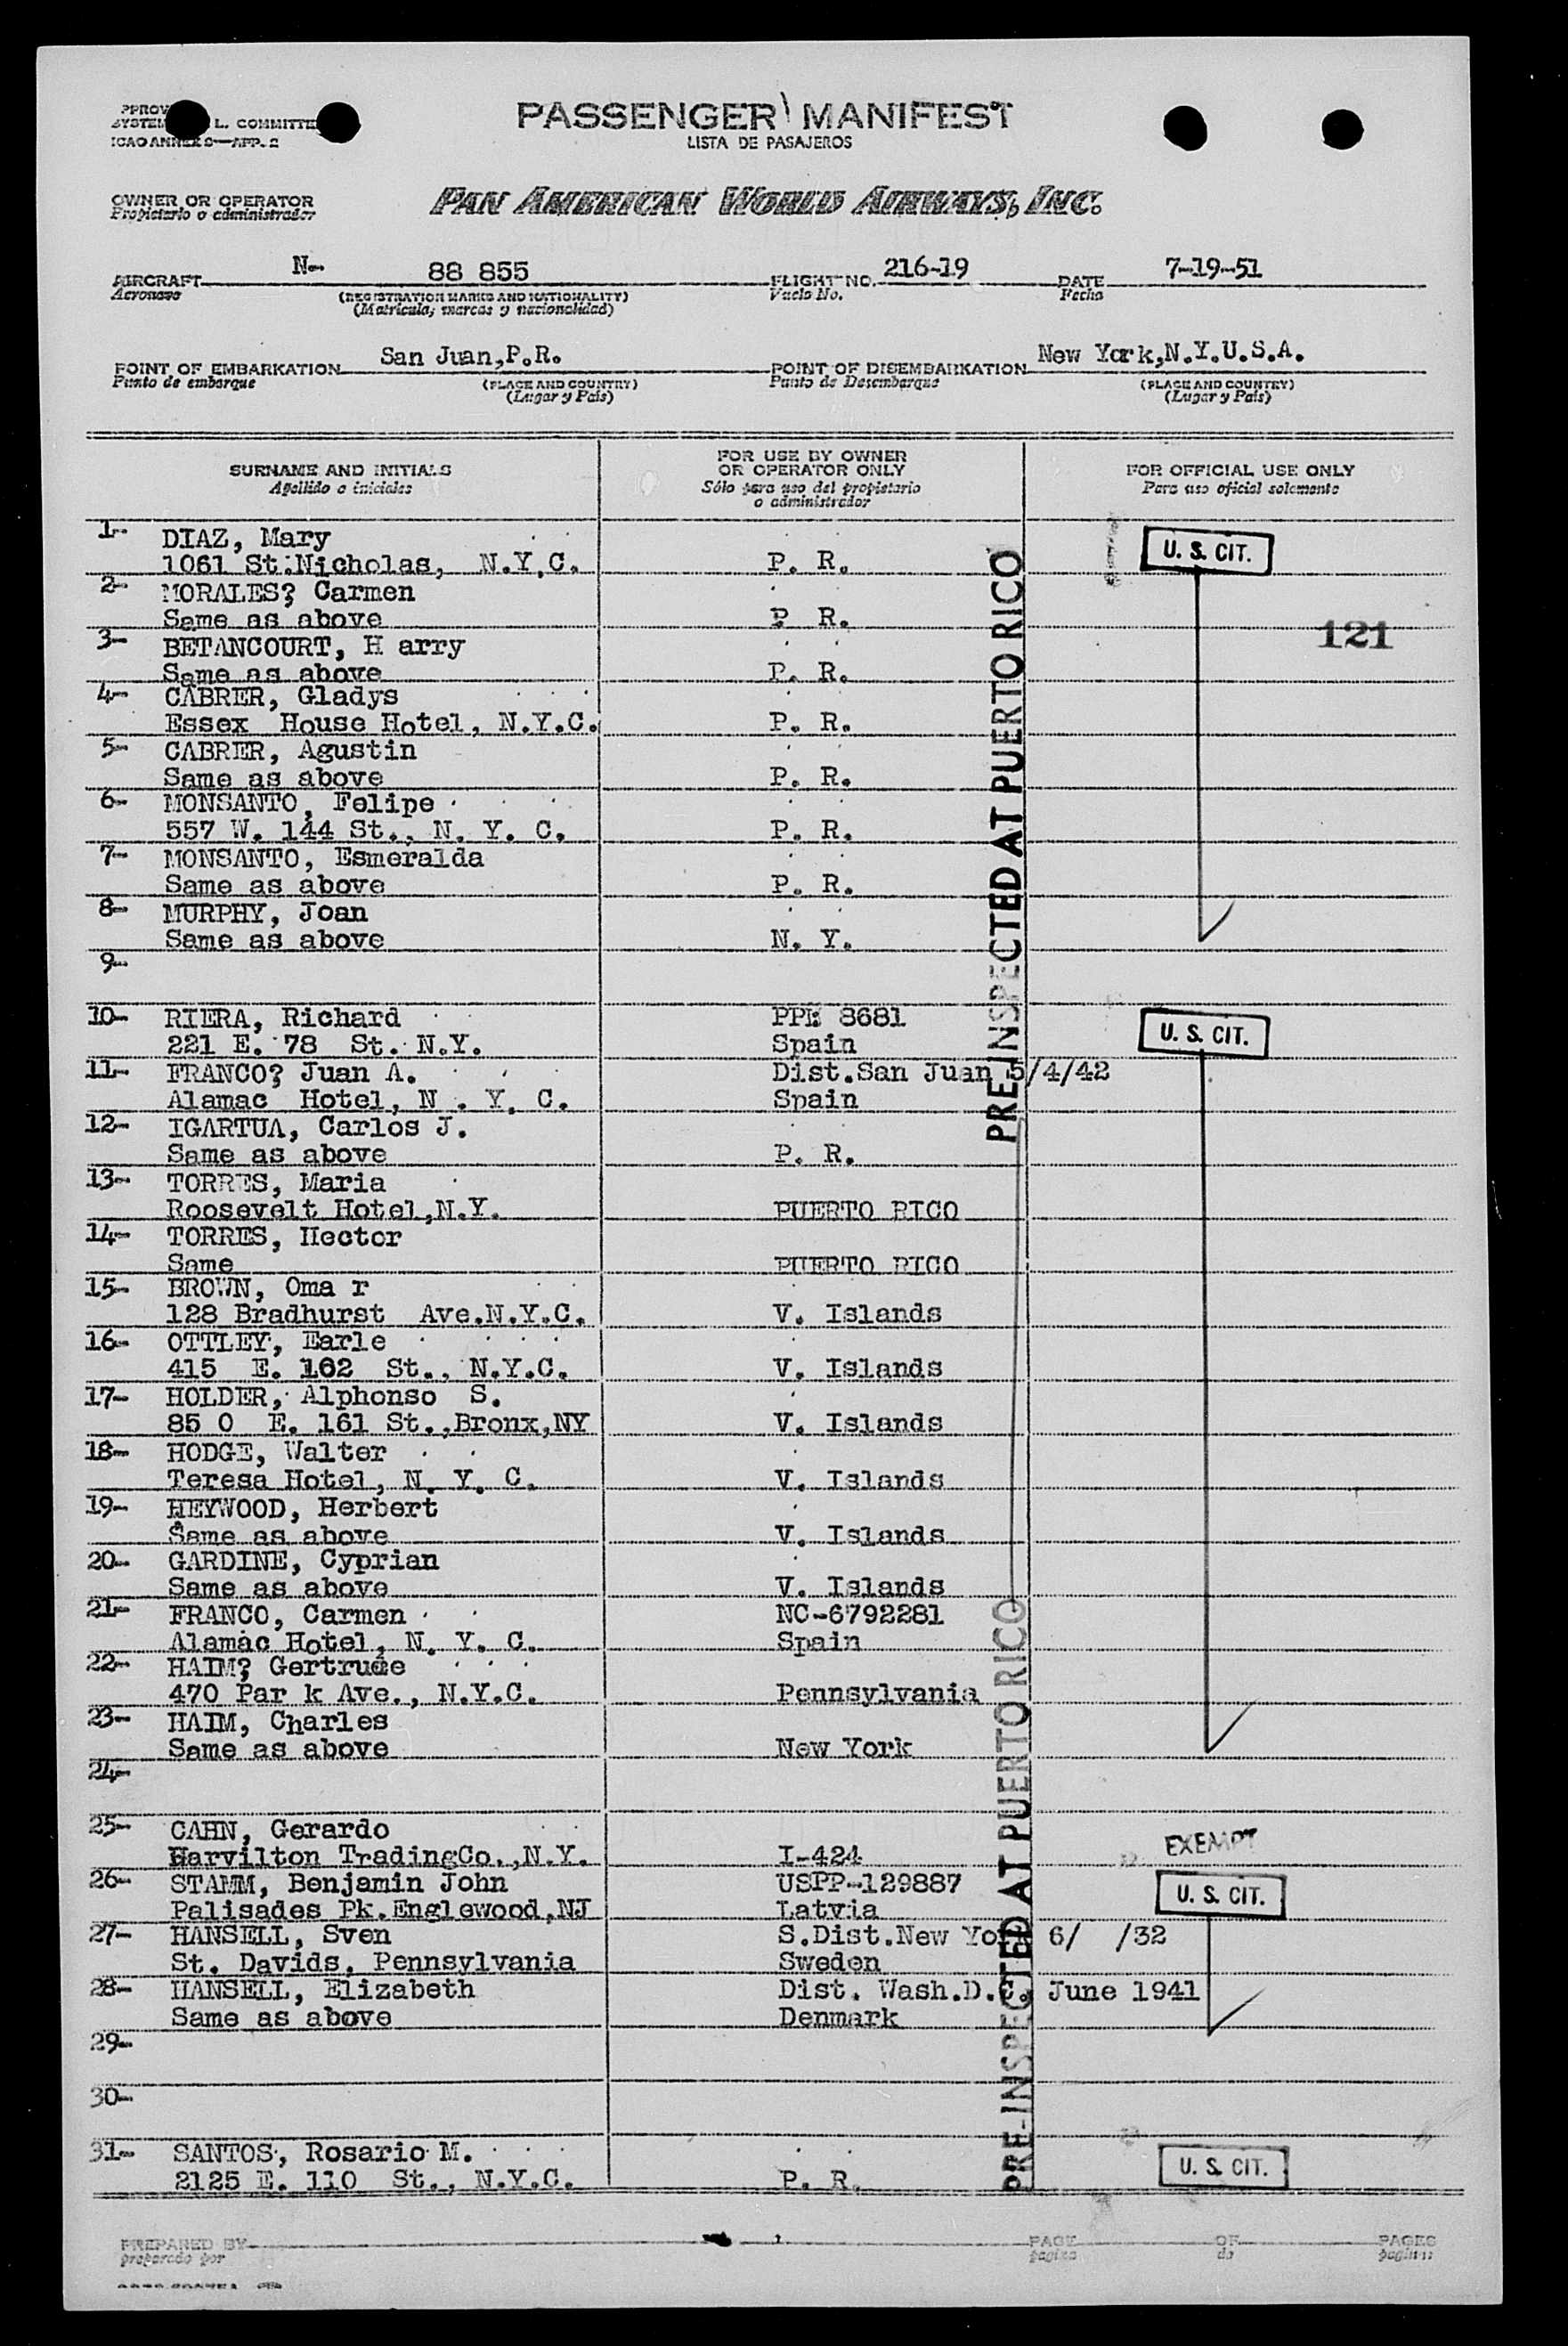 PASSENGER MANIFEST
LISTA DE PASAJEROS
L. COMMITTE
ICAO ANNEX 9—APP. 2
OWNER OR OPERATOR
Propietario o administrador
PAN AMERICAN WORLD AIRWAYS, INC.
AIRCRAFT N- 88 855 FLIGHT NO. 216-19 DATE 7-19-51
Aeronave (REGISTRATION MARKS AND NATIONALITY) Vuelo No. Fecha
(Matricula, marcas y nacionalidad)
POINT OF EMBARKATION San Juan,P.R. POINT OF DISEMBARKATION New York,N.Y.U.S.A.
Punto de embarque (PLACE AND COUNTRY) Punto de Desembarque (PLACE AND COUNTRY)
(Lugar y País) (Lugar y País)
SURNAME AND INITIALS
Apellido e iniciales
FOR USE BY OWNER
OR OPERATOR ONLY
Sólo para uso del propietario
o administrador
FOR OFFICIAL USE ONLY
Para uso oficial solamente
1- DIAZ, Mary U. S. CIT.
1061 St.Nicholas, N.Y.C. P. R.
2- MORALES? Carmen
Same as above P R. 121
3- BETANCOURT, H arry
Same as above P. R.
4- CABRER, Gladys
Essex House Hotel, N.Y.C. P. R.
5- CABRER, Agustin
Same as above P. R.
6- MONSANTO, Felipe
557 W. 144 St., N. Y. C. P. R.
7- MONSANTO, Esmeralda
Same as above P. R.
8- MURPHY, Joan
Same as above N. Y.
9-
10- RIERA, Richard PPE 8681 U. S. CIT.
221 E. 78 St. N.Y. Spain
11- FRANCO? Juan A. Dist.San Juan 5/4/42
Alamac Hotel, N . Y. C. Spain
12- IGARTUA, Carlos J.
Same as above P. R.
13- TORRES, Maria
Roosevelt Hotel,N.Y. PUERTO RICO
14- TORRES, Hector
Same PUERTO RICO
15- BROWN, Oma r
128 Bradhurst Ave.N.Y.C. V. Islands
16- OTTLEY, Earle
415 E. 162 St., N.Y.C. V. Islands
17- HOLDER, Alphonso S.
85 0 E. 161 St.,Bronx,NY V. Islands
18- HODGE, Walter
Teresa Hotel, N. Y. C. V. Islands
19- HEYWOOD, Herbert
Same as above V. Islands
20- GARDINE, Cyprian
Same as above V. Islands
21- FRANCO, Carmen NC-6792281
Alamac Hotel, N. Y. C. Spain
22- HAIM? Gertrude
470 Par k Ave., N.Y.C. Pennsylvania
23- HAIM, Charles
Same as above New York
24-
25- CAHN, Gerardo EXEMPT
Harvilton TradingCo.,N.Y. I-424
26- STAMM, Benjamin John USPP-129887 U. S. CIT.
Palisades Pk.Englewood,NJ Latvia
27- HANSELL, Sven S.Dist.New York 6/ /32
St. Davids, Pennsylvania Sweden
28- HANSELL, Elizabeth Dist. Wash.D.C. June 1941
Same as above Denmark
29-
30-
31- SANTOS, Rosario M. U. S. CIT.
2125 E. 110 St., N.Y.C. P. R.
PRE-INSPECTED AT PUERTO RICO
PRE-INSPECTED AT PUERTO RICO
PREPARED BY PAGE OF PAGES
preparado por página de páginas